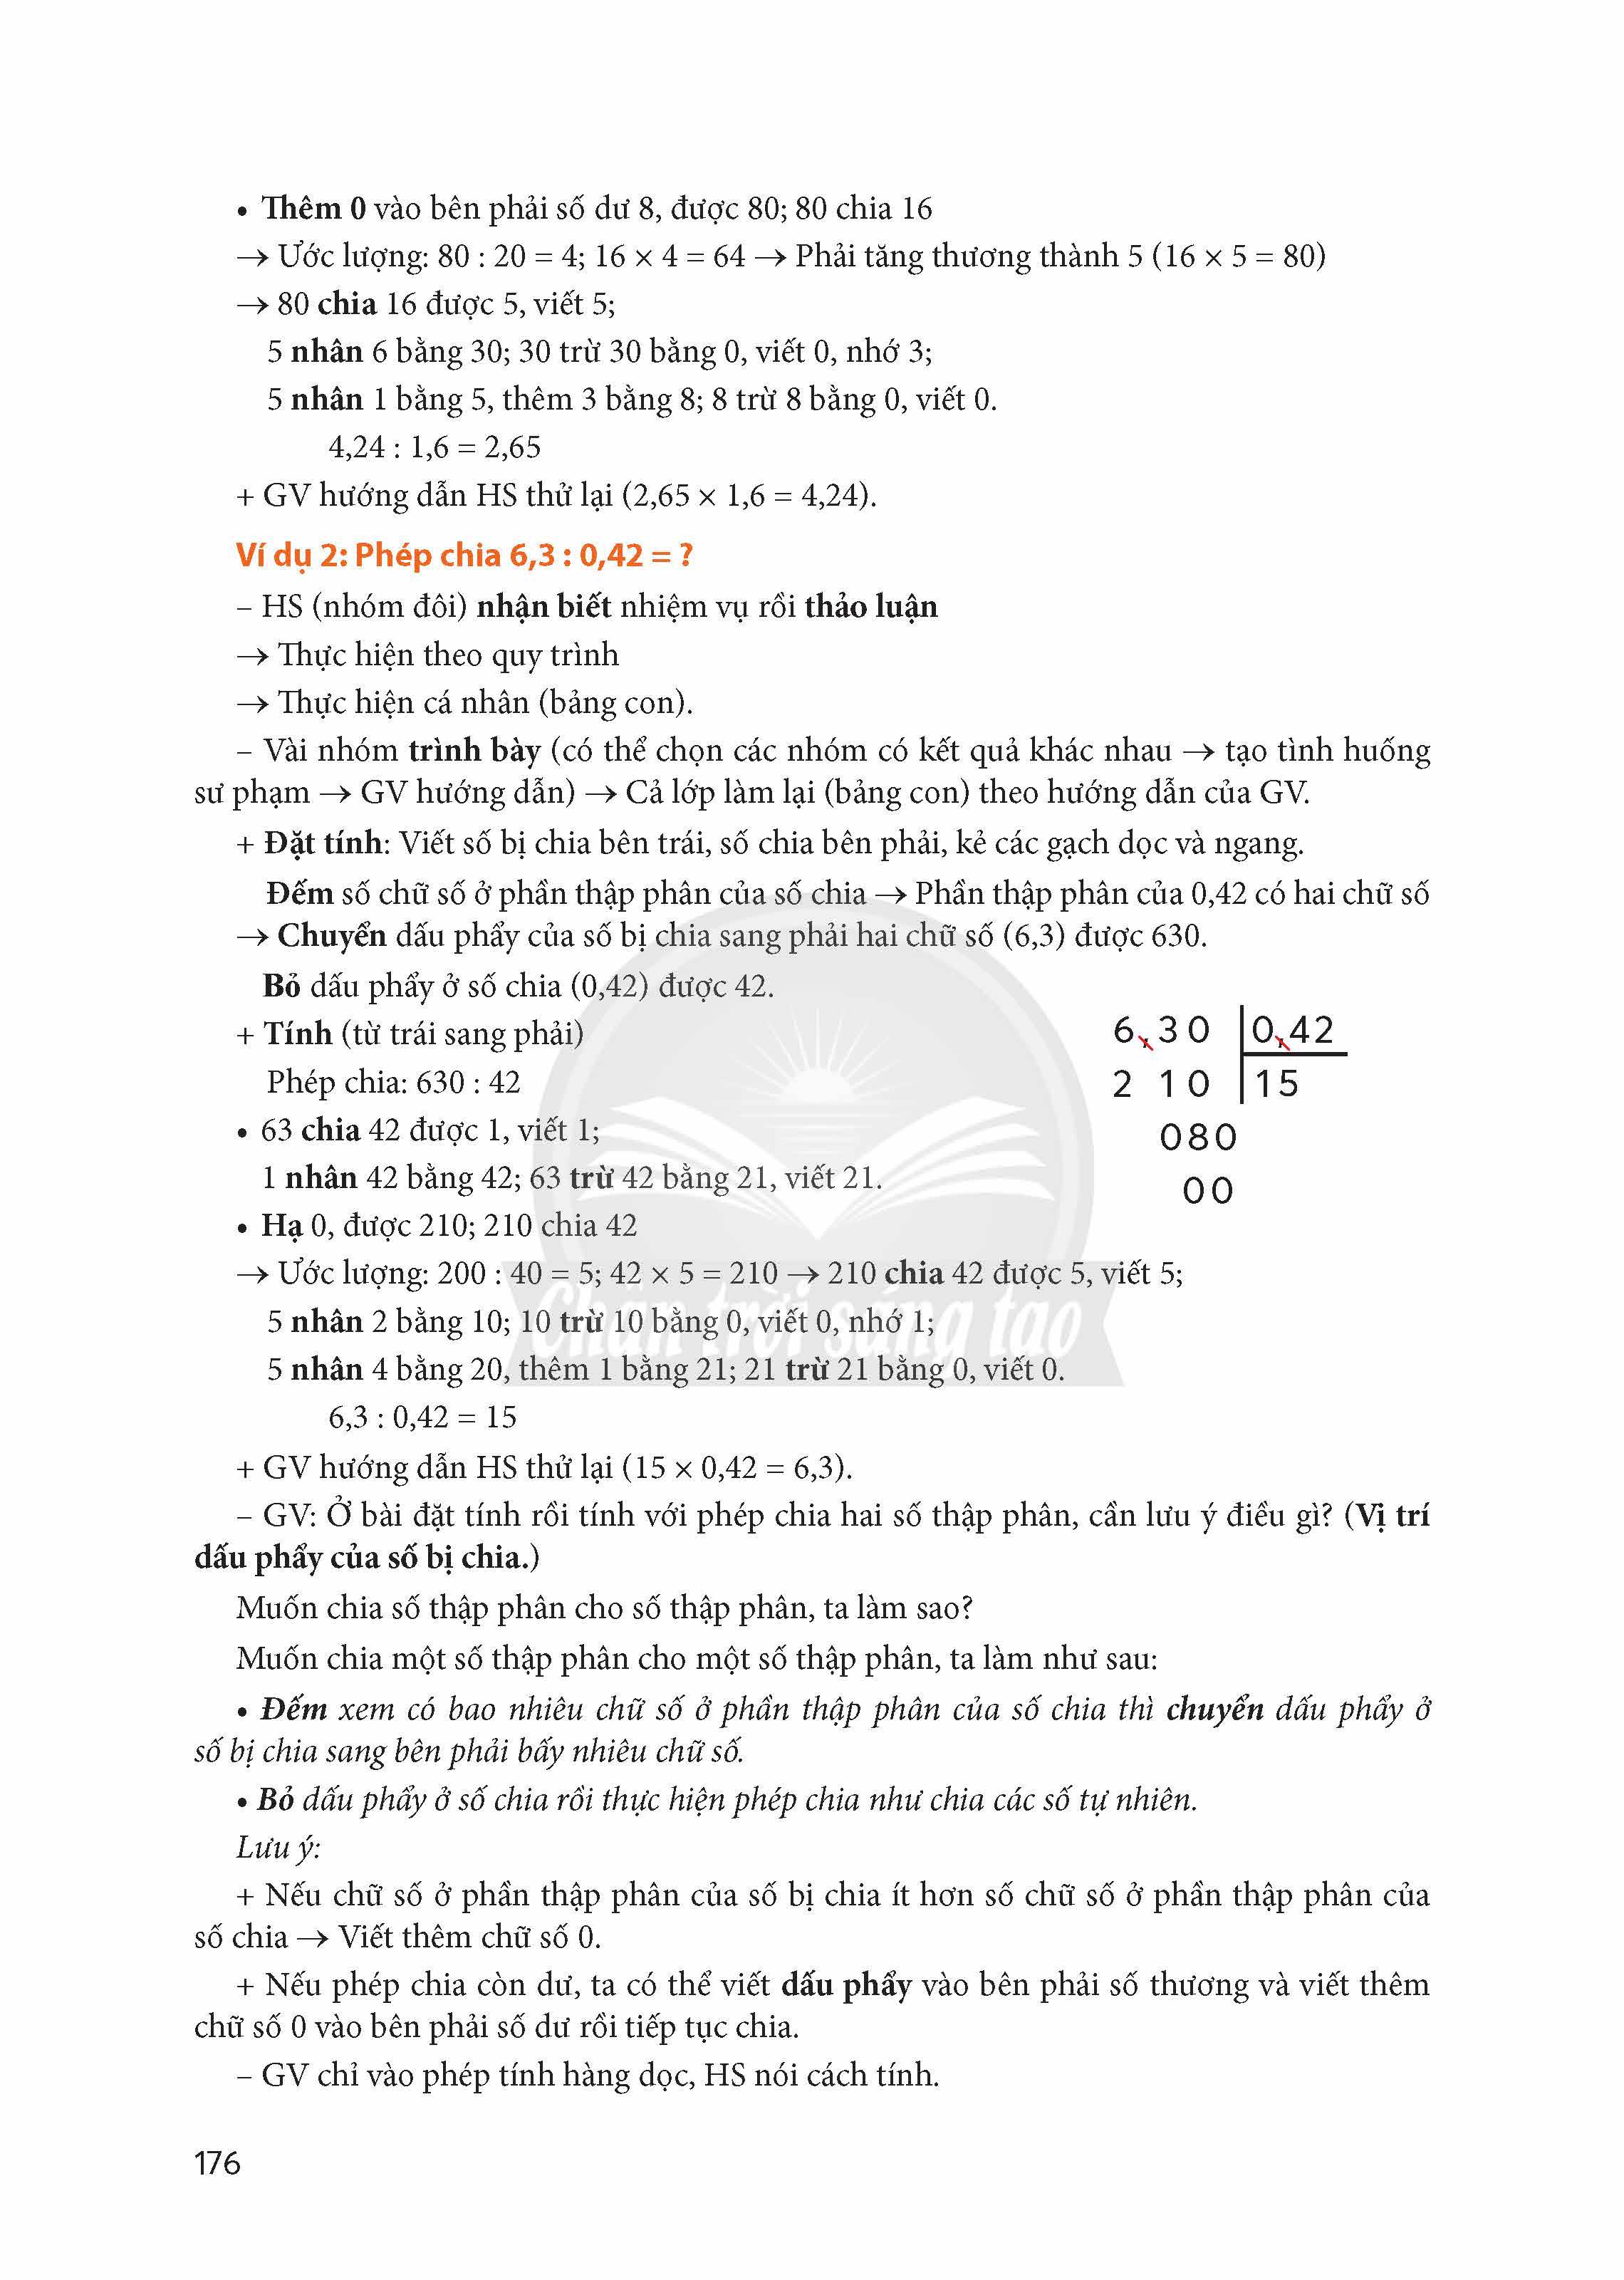 • Thêm 0 vào bên phải số dư 8, được 80; 80 chia 16
→ Ước lượng: 80 : 20 = 4; 16 × 4 = 64 → Phải tăng thương thành 5 (16 × 5 = 80)
→ 80 chia 16 được 5, viết 5;
5 nhân 6 bằng 30; 30 trừ 30 bằng 0, viết 0, nhớ 3;
5 nhân 1 bằng 5, thêm 3 bằng 8; 8 trừ 8 bằng 0, viết 0.
4,24 : 1,6 = 2,65
+ GV hướng dẫn HS thử lại (2,65 × 1,6 = 4,24).
Ví dụ 2: Phép chia 6,3 : 0,42 = ?
– HS (nhóm đôi) nhận biết nhiệm vụ rồi thảo luận
→ Thực hiện theo quy trình
→ Thực hiện cá nhân (bảng con).
– Vài nhóm trình bày (có thể chọn các nhóm có kết quả khác nhau → tạo tình huống
sư phạm → GV hướng dẫn) → Cả lớp làm lại (bảng con) theo hướng dẫn của GV.
+ Đặt tính: Viết số bị chia bên trái, số chia bên phải, kẻ các gạch dọc và ngang.
Đếm số chữ số ở phần thập phân của số chia → Phần thập phân của 0,42 có hai chữ số
→ Chuyển dấu phẩy của số bị chia sang phải hai chữ số (6,3) được 630.
Bỏ dấu phẩy ở số chia (0,42) được 42.
+ Tính (từ trái sang phải)
Phép chia: 630 : 42
• 63 chia 42 được 1, viết 1;
1 nhân 42 bằng 42; 63 trừ 42 bằng 21, viết 21.
• Hạ 0, được 210; 210 chia 42
→ Ước lượng: 200 : 40 = 5; 42 × 5 = 210 → 210 chia 42 được 5, viết 5;
5 nhân 2 bằng 10; 10 trừ 10 bằng 0, viết 0, nhớ 1;
5 nhân 4 bằng 20, thêm 1 bằng 21; 21 trừ 21 bằng 0, viết 0.
6,3 : 0,42 = 15
6,30 0,42
2 10 15
080
00
Chân trời sáng tạo
+ GV hướng dẫn HS thử lại (15 × 0,42 = 6,3).
– GV: Ở bài đặt tính rồi tính với phép chia hai số thập phân, cần lưu ý điều gì? (Vị trí
dấu phẩy của số bị chia.)
Muốn chia số thập phân cho số thập phân, ta làm sao?
Muốn chia một số thập phân cho một số thập phân, ta làm như sau:
• Đếm xem có bao nhiêu chữ số ở phần thập phân của số chia thì chuyển dấu phẩy ở
số bị chia sang bên phải bấy nhiêu chữ số.
• Bỏ dấu phẩy ở số chia rồi thực hiện phép chia như chia các số tự nhiên.
Lưu ý:
+ Nếu chữ số ở phần thập phân của số bị chia ít hơn số chữ số ở phần thập phân của
số chia → Viết thêm chữ số 0.
+ Nếu phép chia còn dư, ta có thể viết dấu phẩy vào bên phải số thương và viết thêm
chữ số 0 vào bên phải số dư rồi tiếp tục chia.
– GV chỉ vào phép tính hàng dọc, HS nói cách tính.
176